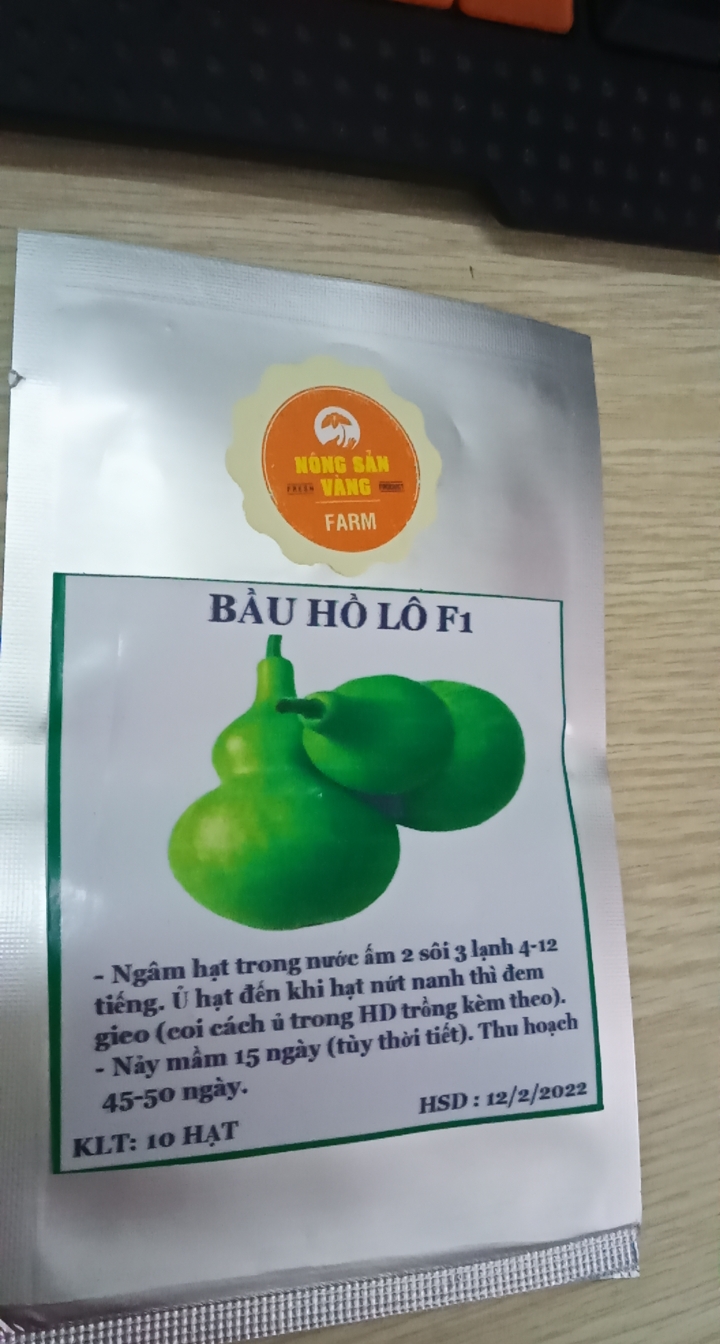 NÔNG SẢN
FRESH VÀNG PRODUCT
FARM
BẦU HỒ LÔ F1
- Ngâm hạt trong nước ấm 2 sôi 3 lạnh 4-12
tiếng. Ủ hạt đến khi hạt nứt nanh thì đem
gieo (coi cách ủ trong HD trồng kèm theo).
- Nảy mầm 15 ngày (tùy thời tiết). Thu hoạch
45-50 ngày.
KLT: 10 HẠT HSD : 12/2/2022